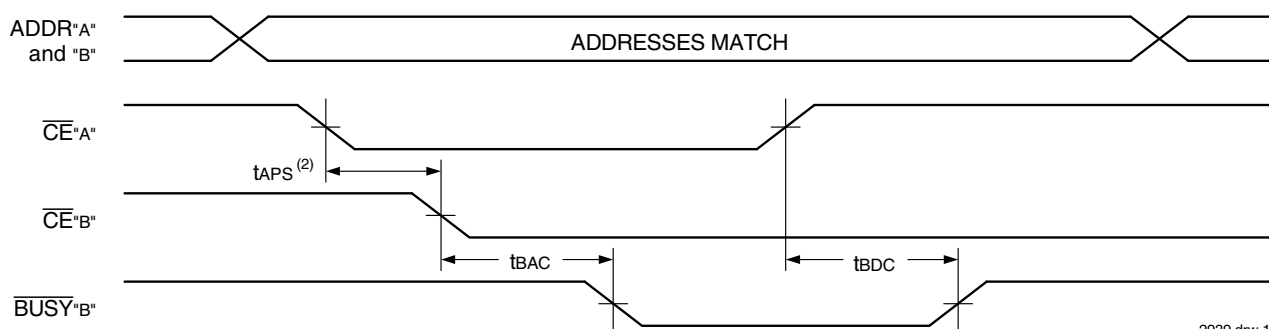 ADDR"A"
and "B"
ADDRESSES MATCH
CE"A"
tAPS (2)
CE"B"
tBAC
tBDC
BUSY"B"